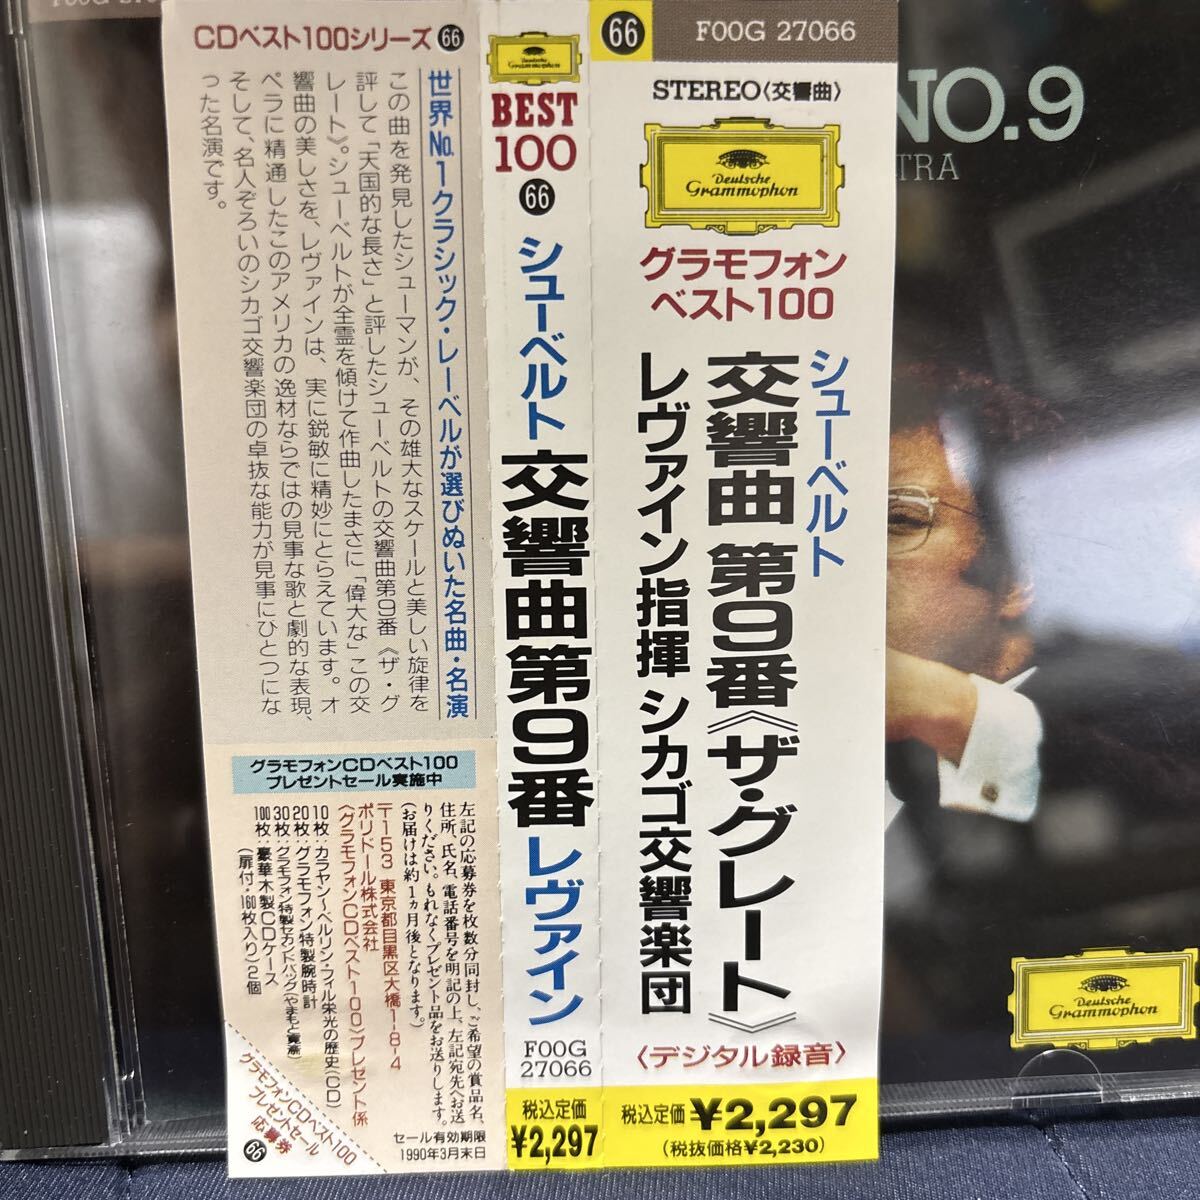 FOOG 27066
66
STEREO〈交響曲〉
Deutsche
Grammophon
グラモフォン
ベスト100
シューベルト
交響曲 第9番《ザ・グレート》
レヴァイン指揮 シカゴ交響楽団
〈デジタル録音〉
税込定価 ¥2,297
(税抜価格¥2,230)
Deutsche
Grammophon
BEST
100
66
シューベルト 交響曲第9番 レヴァイン
FOOG
27066
税込定価
¥2,297
CDベスト100シリーズ 66
世界No.1クラシック・レーベルが選びぬいた名曲・名演
この曲を発見したシューマンが、その雄大なスケールと美しい旋律を
評して「天国的な長さ」と評したシューベルトの交響曲第9番《ザ・グ
レート》。シューベルトが全霊を傾けて作曲したまさに「偉大な」この交
響曲の美しさを、レヴァインは、実に鋭敏に精妙にとらえています。オ
ペラに精通したこのアメリカの逸材ならではの見事な歌と劇的な表現、
そして、名人ぞろいのシカゴ交響楽団の卓抜な能力が見事にひとつにな
った名演です。
グラモフォンCDベスト100
プレゼントセール実施中
左記の応募券を枚数分同封し、ご希望の賞品名、
住所、氏名、電話番号を明記の上、左記宛先へお送
りください。もれなくプレゼント品をお送りします。
(お届けは約1ヵ月後となります。)
〒153 東京都目黒区大橋1-8-4
ポリドール株式会社
〈グラモフォンCDベスト100〉プレゼント係
10枚:カラヤン〜ベルリン・フィル栄光の歴史(CD)
20枚:グラモフォン特製腕時計
30枚:グラモフォン特製セカンドバッグ(やまもと寛斎)
100枚:豪華木製CDケース
(扉付・160枚入り)2個
セール有効期限
1990年3月末日
グラモフォンCDベスト100
プレゼントセール
応募券
66
NO.9
TRA
Deutsche
Grammophon